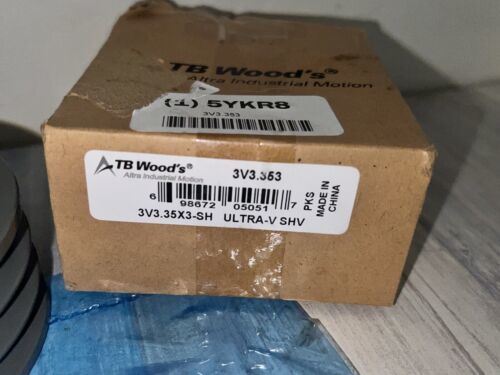 TB Wood's®
Altra Industrial Motion
(1) 5YKR8
3V3.353
TB Wood's®
Altra Industrial Motion
3V3.353
6 98672 05051 7
PKS
MADE IN
CHINA
3V3.35X3-SH ULTRA-V SHV